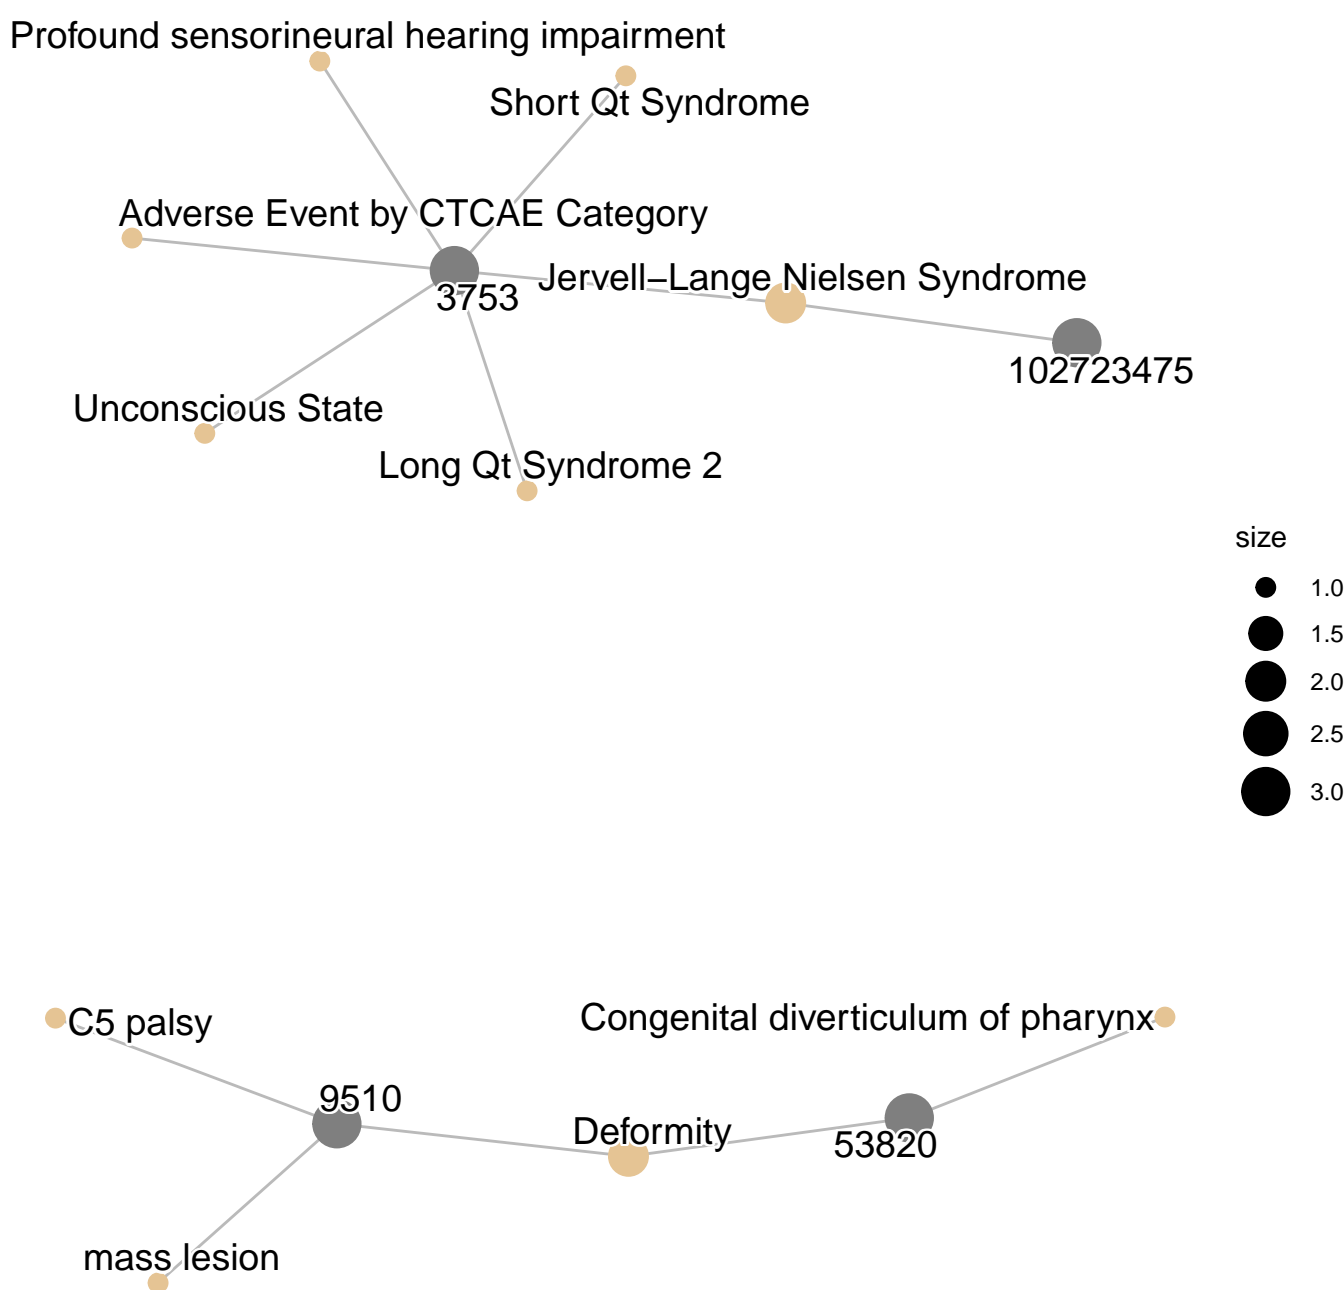 Profound sensorineural hearing impairment
Short Qt Syndrome
Adverse Event by CTCAE Category
Jervell−Lange Nielsen Syndrome
3753
102723475
Unconscious State
Long Qt Syndrome 2
size
1.0
1.5
2.0
2.5
3.0
C5 palsy
Congenital diverticulum of pharynx
9510
Deformity
53820
mass lesion